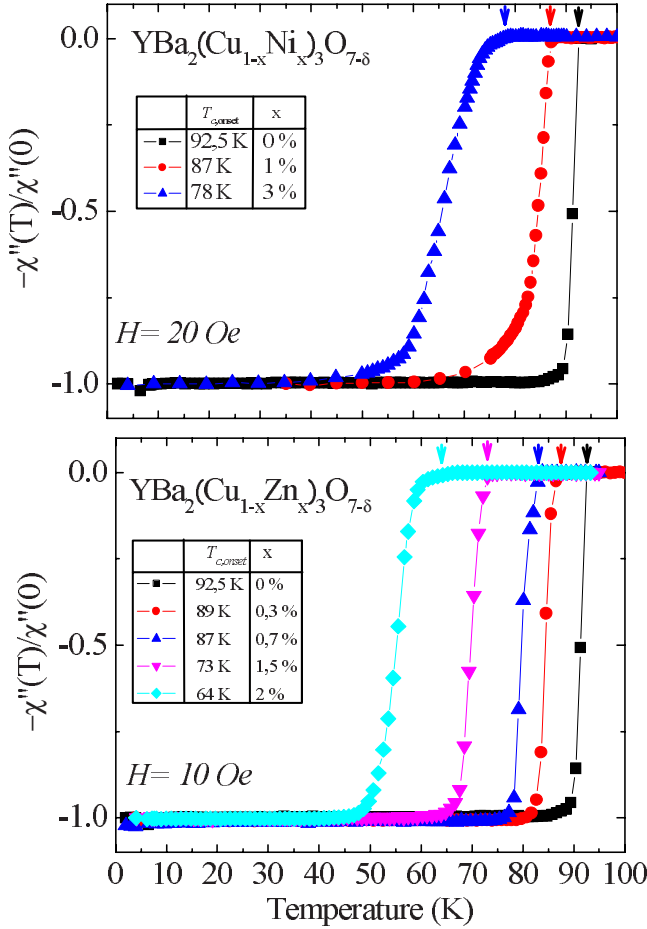 0.0
YBa₂(Cu₁₋ₓNiₓ)₃O₇₋δ
T_c,onset x
92,5 K 0 %
87 K 1 %
78 K 3 %
-0.5
−χ''(T)/χ''(0)
H= 20 Oe
-1.0
0.0
YBa₂(Cu₁₋ₓZnₓ)₃O₇₋δ
T_c,onset x
92,5 K 0%
89 K 0,3 %
87 K 0,7 %
73 K 1,5 %
64 K 2 %
-0.5
−χ''(T)/χ''(0)
H= 10 Oe
-1.0
0 10 20 30 40 50 60 70 80 90 100
Temperature (K)